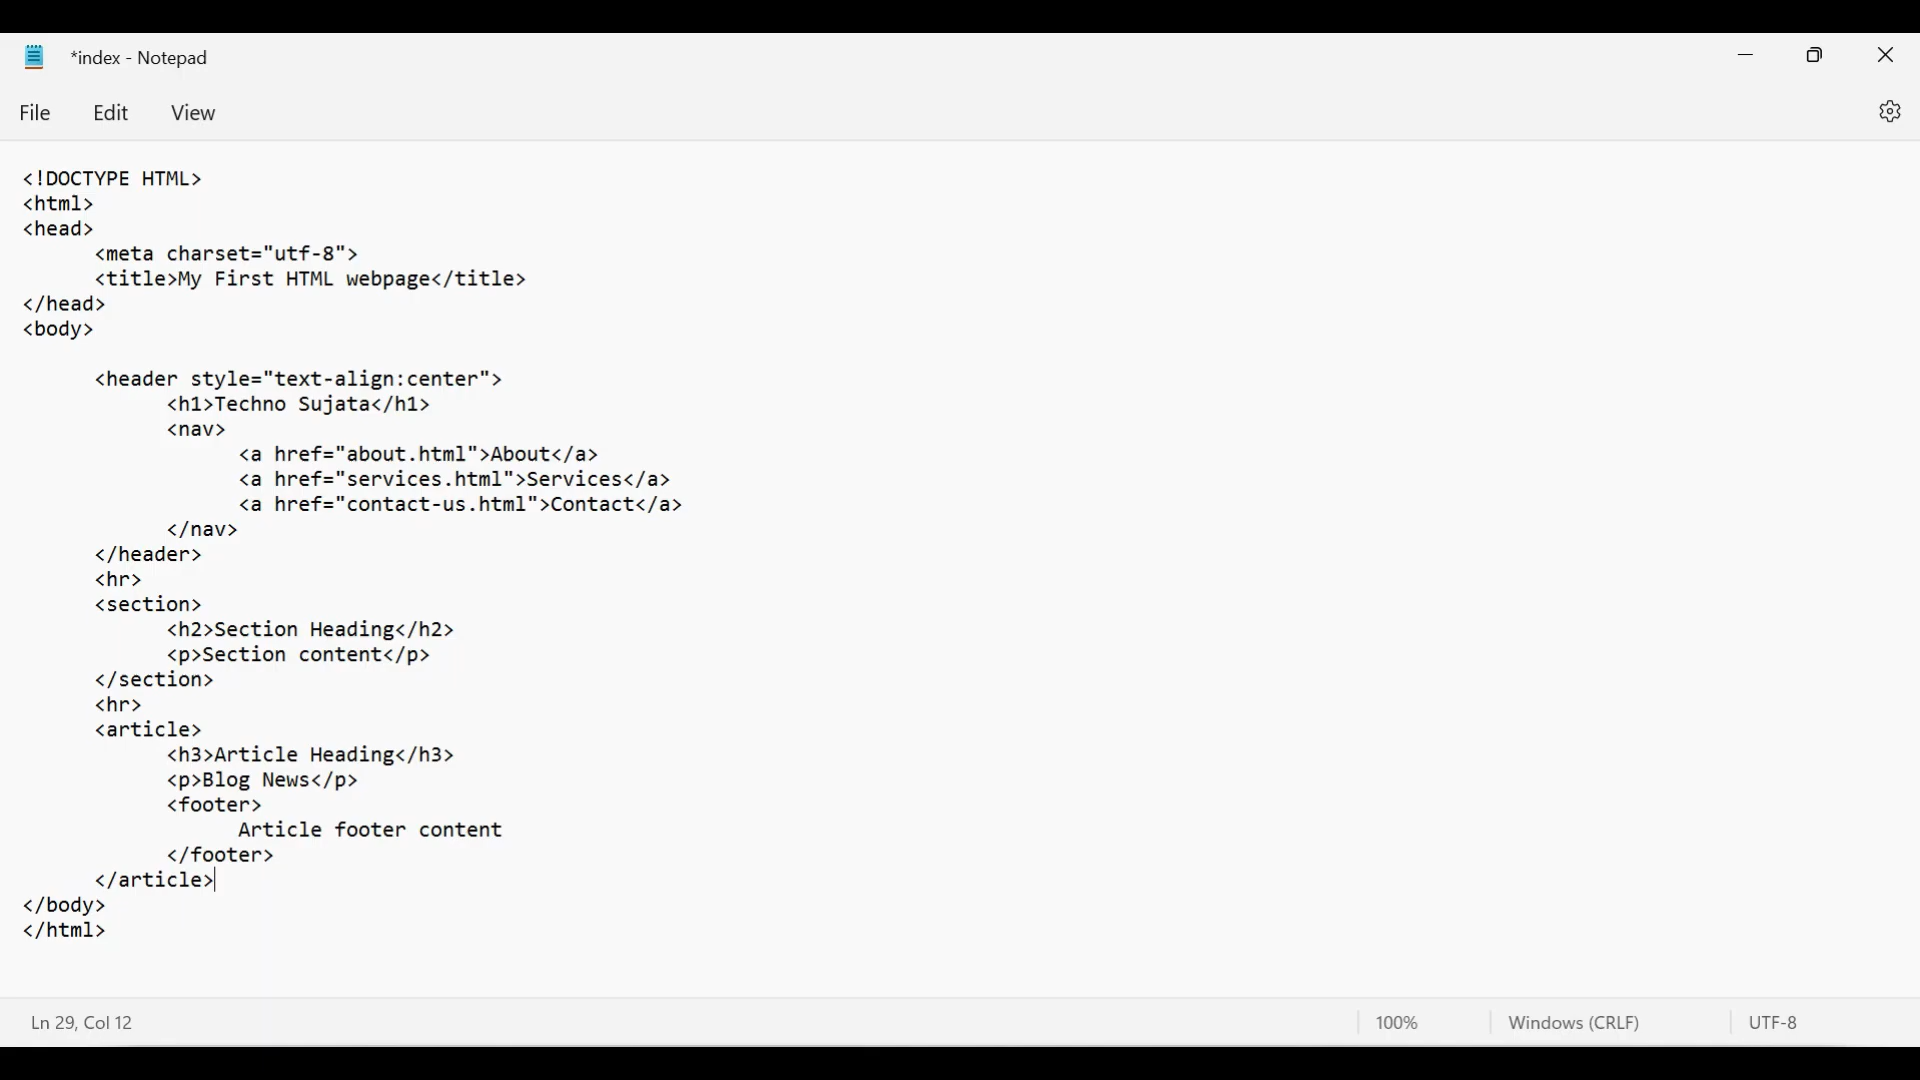 *index - Notepad
File Edit View
<!DOCTYPE HTML>
<html>
<head>
	<meta charset="utf-8">
	<title>My First HTML webpage</title>
</head>
<body>

	<header style="text-align:center">
		<h1>Techno Sujata</h1>
		<nav>
			<a href="about.html">About</a>
			<a href="services.html">Services</a>
			<a href="contact-us.html">Contact</a>
		</nav>
	</header>
	<hr>
	<section>
		<h2>Section Heading</h2>
		<p>Section content</p>
	</section>
	<hr>
	<article>
		<h3>Article Heading</h3>
		<p>Blog News</p>
		<footer>
			Article footer content
		</footer>
	</article>
</body>
</html>
Ln 29, Col 12 100% Windows (CRLF) UTF-8